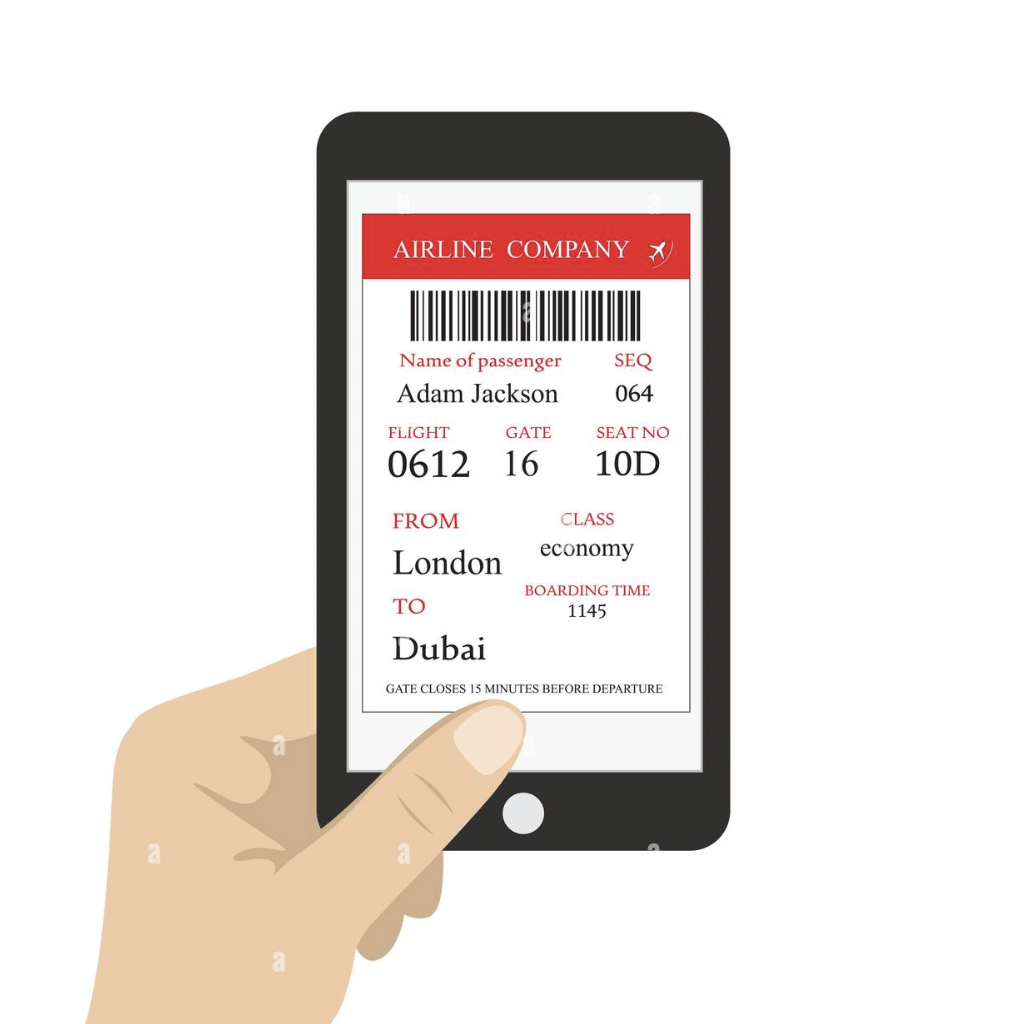 AIRLINE COMPANY
Name of passenger SEQ
Adam Jackson 064
FLIGHT GATE SEAT NO
0612 16 10D
FROM CLASS
London economy
TO BOARDING TIME
Dubai 1145
GATE CLOSES 15 MINUTES BEFORE DEPARTURE
a
a
a
a
a
a
a
a
a